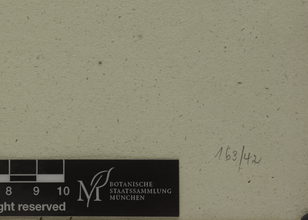 163/42
8 9 10
ght reserved
M
BOTANISCHE
STAATSSAMMLUNG
MÜNCHEN